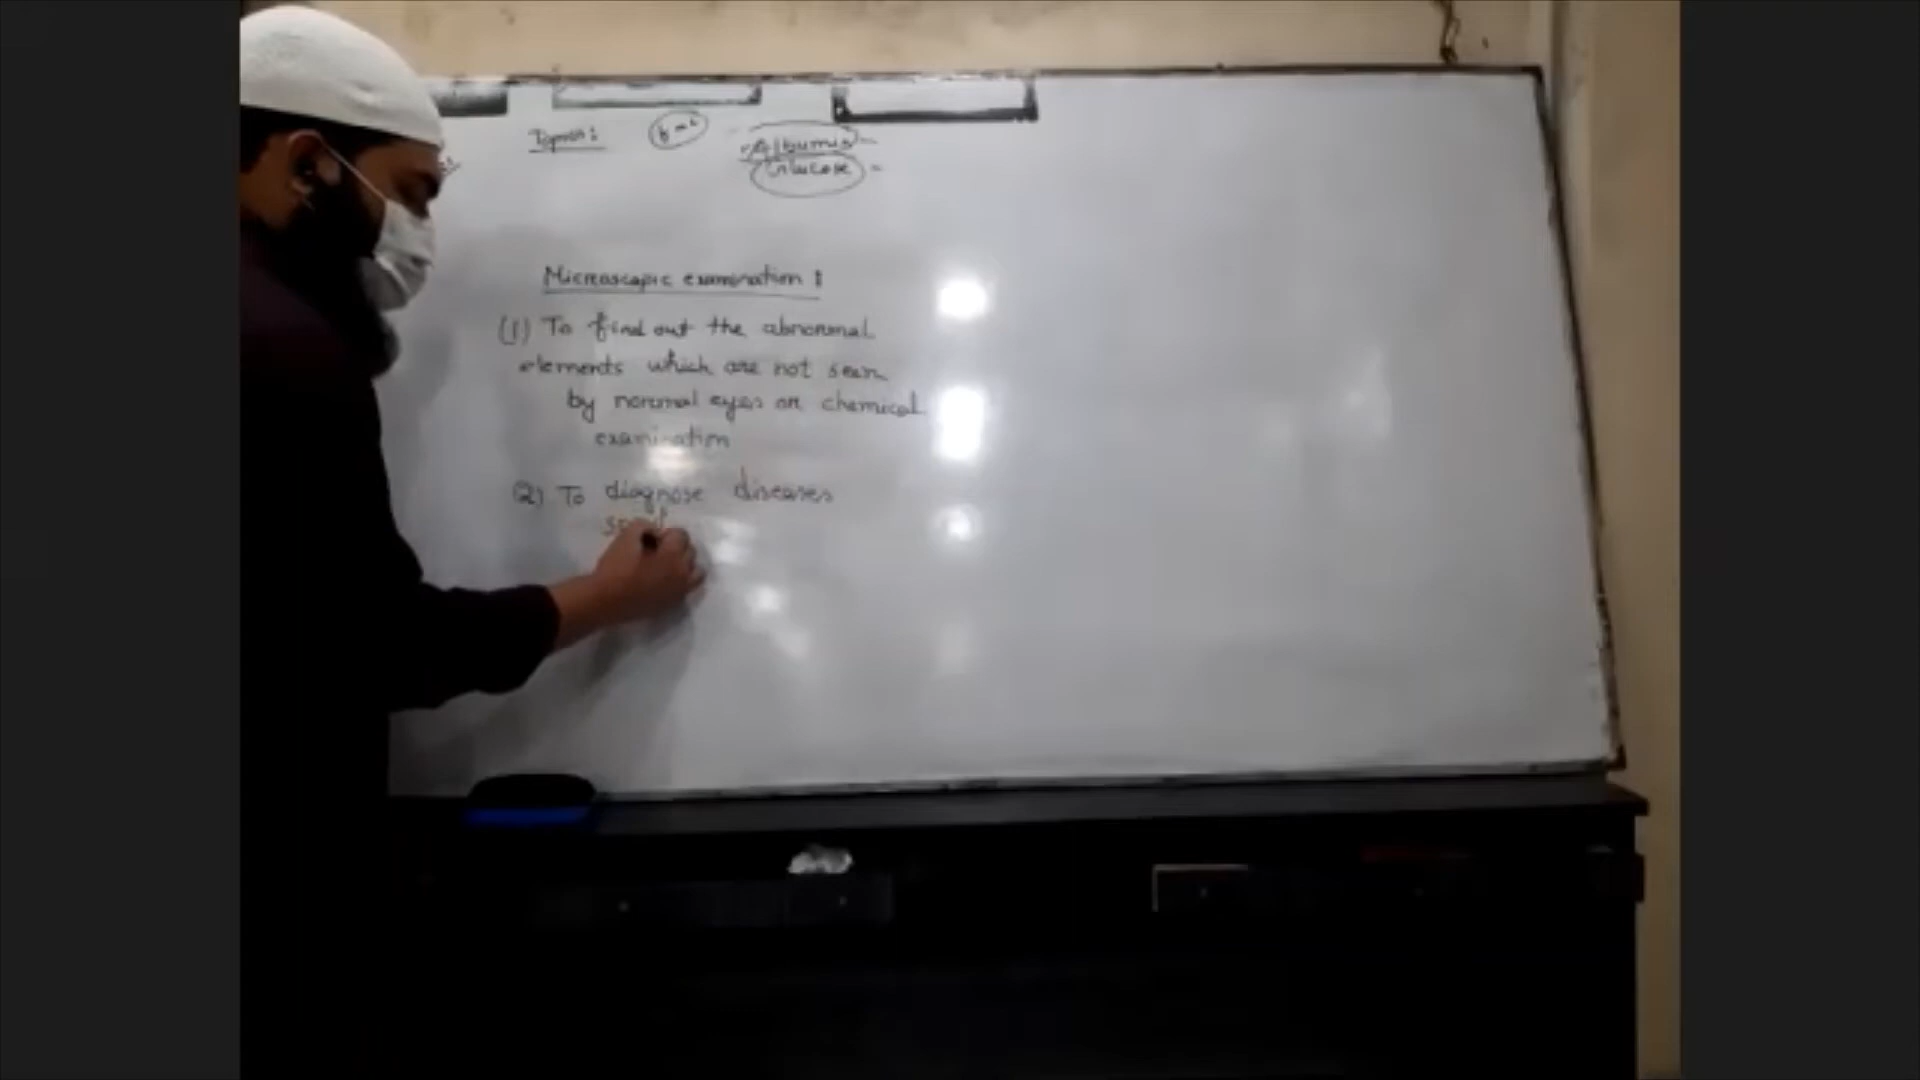 Albumin
Glucose
Microscopic examination :
(1) To find out the abnormal
elements which are not seen
by normal eyes or chemical
examination
(2) To diagnose diseases